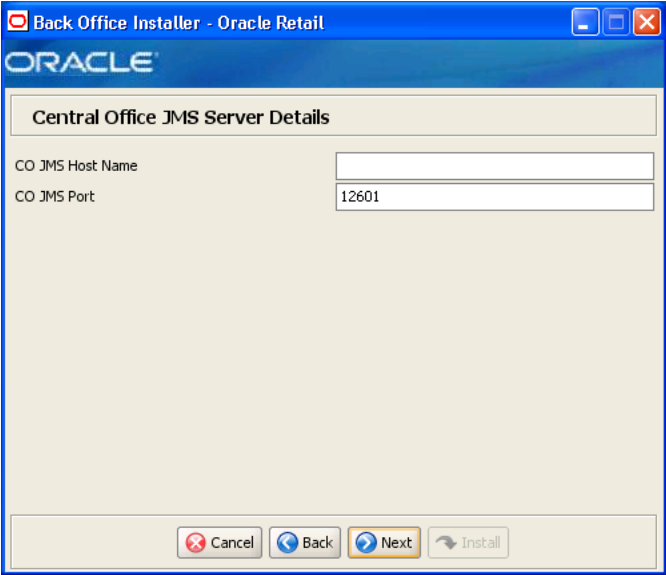 Back Office Installer - Oracle Retail
ORACLE
Central Office JMS Server Details
CO JMS Host Name
CO JMS Port 12601
Cancel Back Next Install